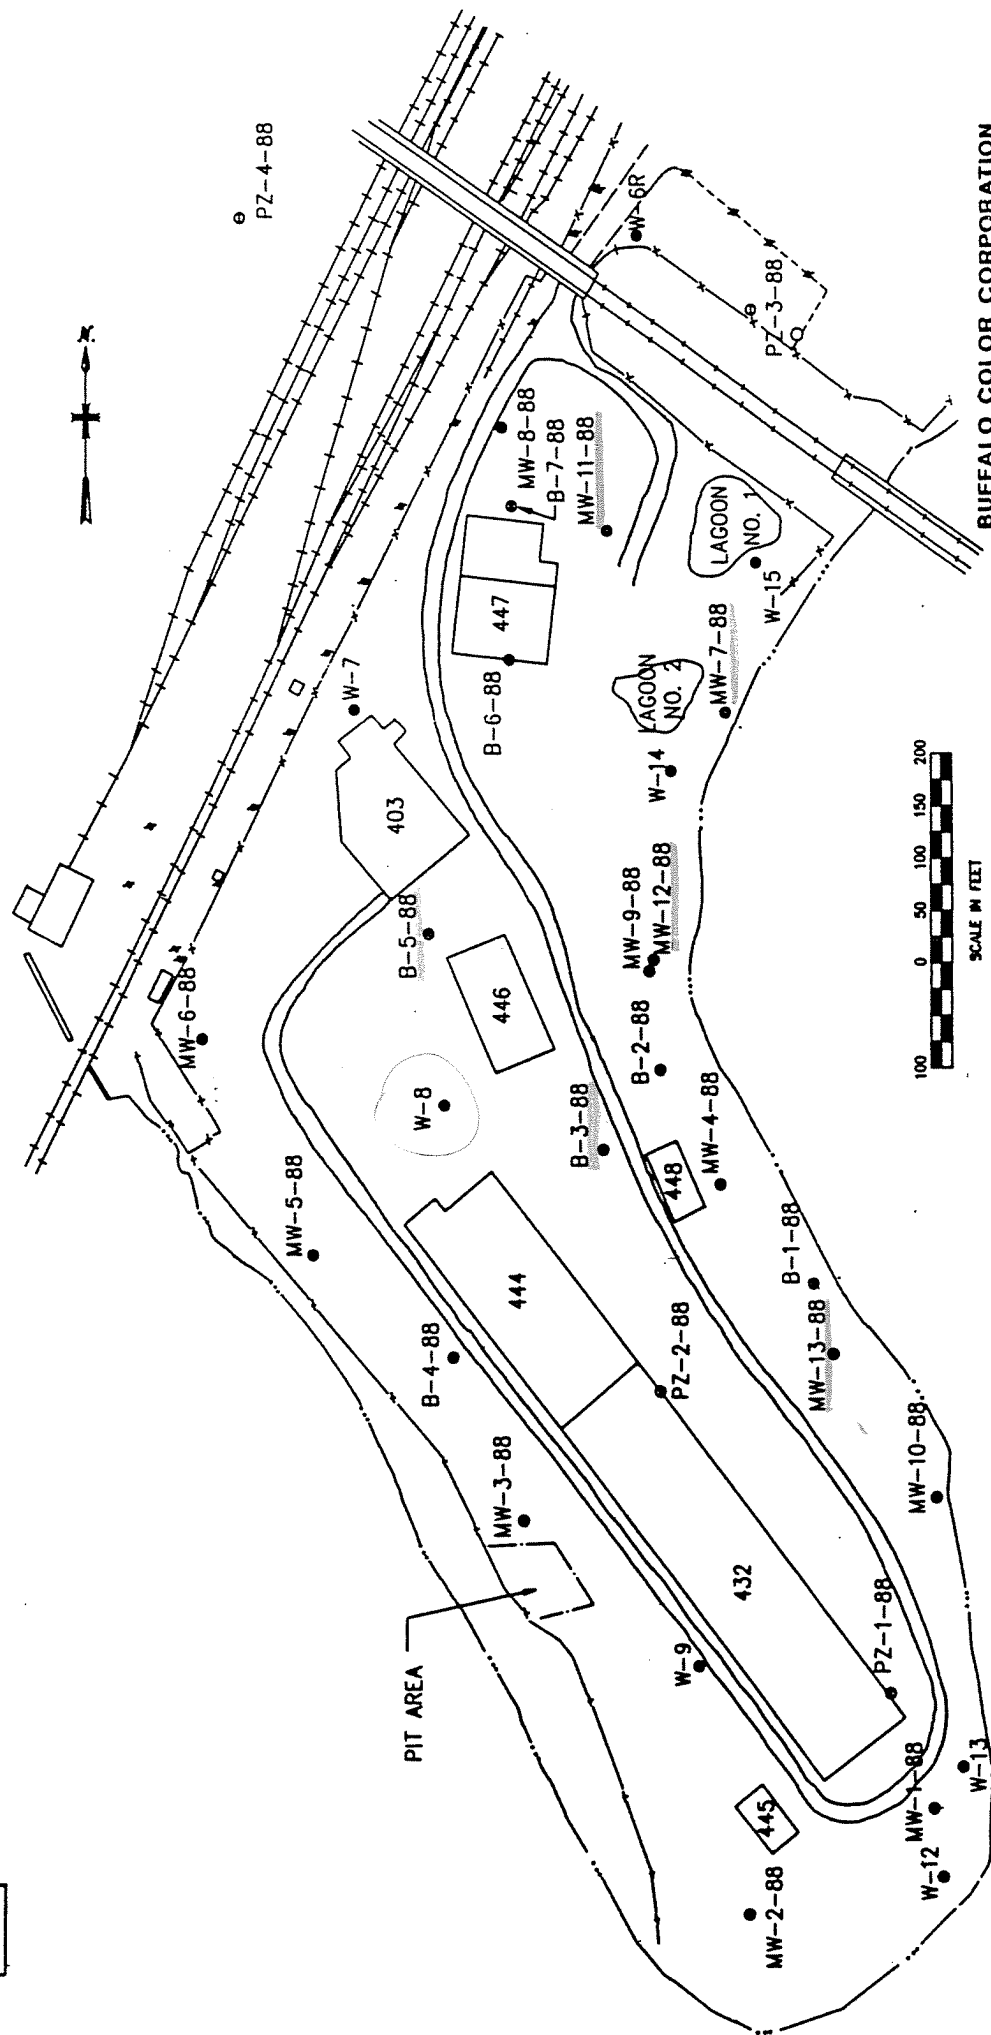 PZ-4-88
N
W-6R
PZ-3-88
MW-8-88
B-7-88
MW-11-88
LAGOON
NO. 1
W-15
447
B-6-88
LAGOON
NO. 2
MW-7-88
W-14
W-7
403
B-5-88
446
MW-9-88
MW-12-88
B-2-88
MW-6-88
W-8
B-3-88
448
MW-4-88
MW-5-88
444
B-1-88
MW-13-88
B-4-88
PZ-2-88
MW-3-88
MW-10-88
PIT AREA
432
W-9
PZ-1-88
445
MW-1-88
W-13
W-12
MW-2-88
100 0 50 100 150 200
SCALE IN FEET
BUFFALO COLOR CORPORATION